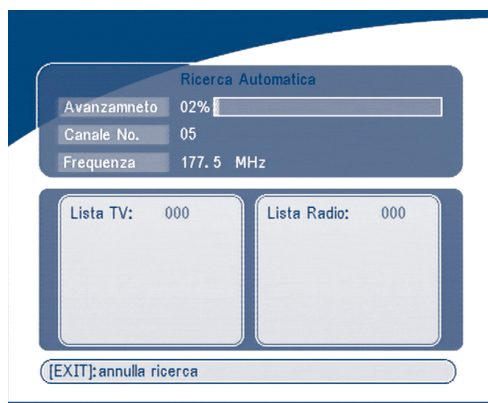 Ricerca Automatica
Avanzamneto 02%
Canale No. 05
Frequenza 177.5 MHz
Lista TV: 000
Lista Radio: 000
[EXIT]:annulla ricerca